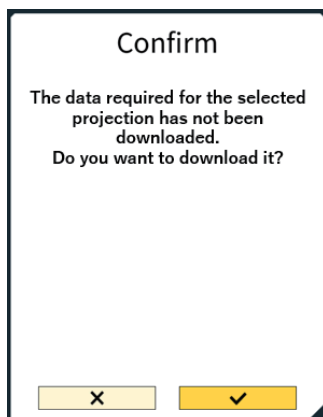 Confirm
The data required for the selected
projection has not been
downloaded.
Do you want to download it?